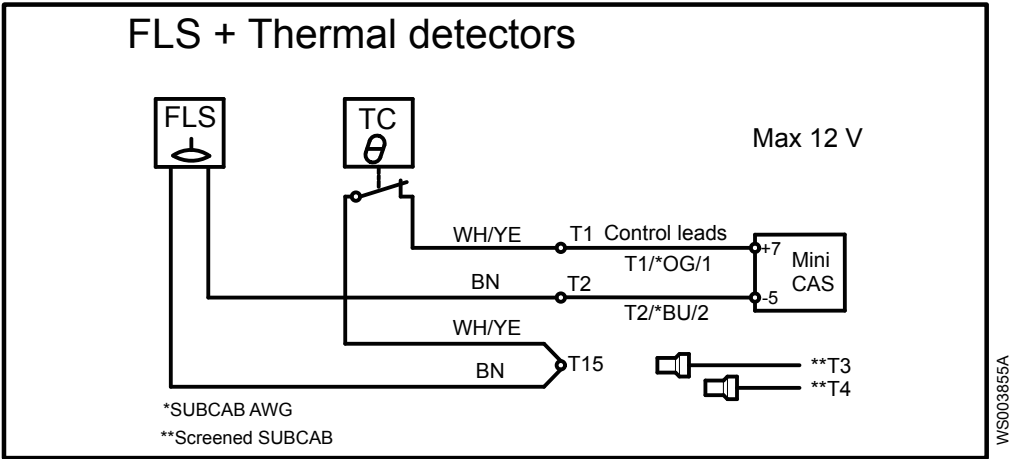 FLS + Thermal detectors
FLS
TC
θ
Max 12 V
WH/YE
T1
Control leads
+7
T1/*OG/1
Mini
CAS
BN
T2
-5
T2/*BU/2
WH/YE
T15
BN
**T3
**T4
*SUBCAB AWG
**Screened SUBCAB
WS003855A